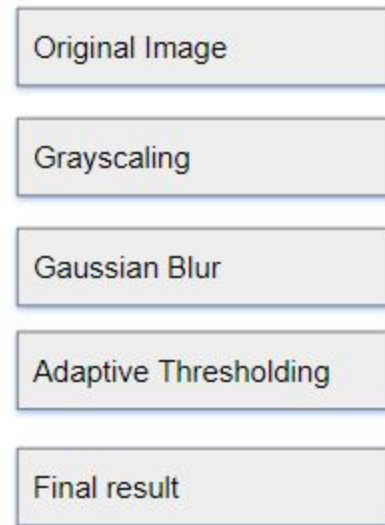 Original Image
Grayscaling
Gaussian Blur
Adaptive Thresholding
Final result